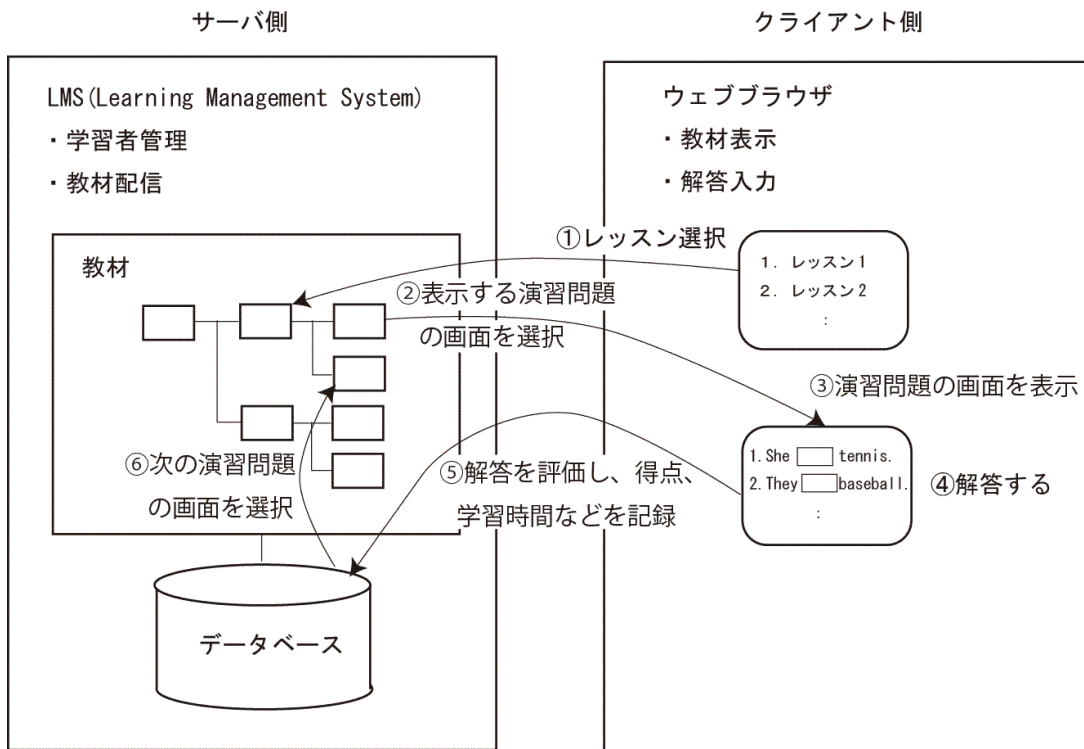 サーバ側
クライアント側
LMS(Learning Management System)
・学習者管理
・教材配信
ウェブブラウザ
・教材表示
・解答入力
教材
①レッスン選択
1. レッスン1
2. レッスン2
:
②表示する演習問題
の画面を選択
③演習問題の画面を表示
1. She tennis.
2. They baseball.
:
④解答する
⑤解答を評価し、得点、
学習時間などを記録
⑥次の演習問題
の画面を選択
データベース